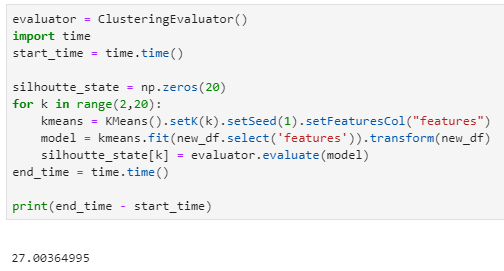 evaluator = ClusteringEvaluator()
import time
start_time = time.time()

silhoutte_state = np.zeros(20)
for k in range(2,20):
    kmeans = KMeans().setK(k).setSeed(1).setFeaturesCol("features")
    model = kmeans.fit(new_df.select('features')).transform(new_df)
    silhoutte_state[k] = evaluator.evaluate(model)
end_time = time.time()

print(end_time - start_time)

27.00364995